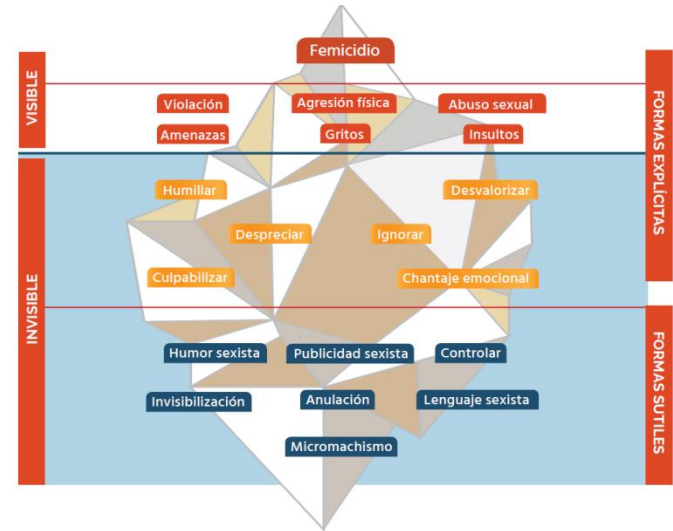 Femicidio
VISIBLE
FORMAS EXPLÍCITAS
Violación
Agresión física
Abuso sexual
Amenazas
Gritos
Insultos
INVISIBLE
Humillar
Desvalorizar
Despreciar
Ignorar
Culpabilizar
Chantaje emocional
FORMAS SUTILES
Humor sexista
Publicidad sexista
Controlar
Invisibilización
Anulación
Lenguaje sexista
Micromachismo